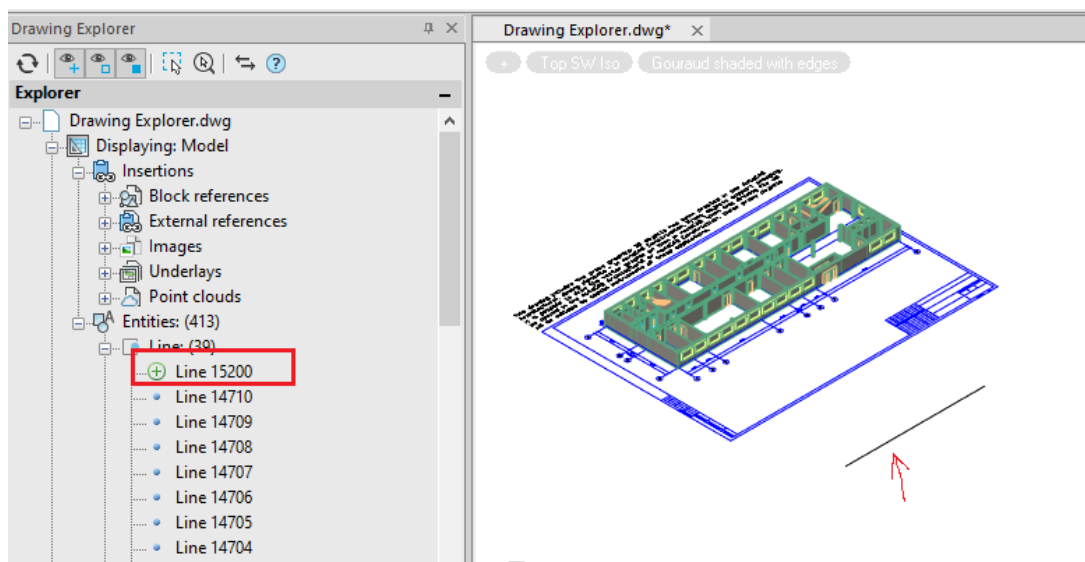 Drawing Explorer
Explorer
Drawing Explorer.dwg
Displaying: Model
Insertions
Block references
External references
Images
Underlays
Point clouds
Entities: (413)
Line: (39)
Line 15200
Line 14710
Line 14709
Line 14708
Line 14707
Line 14706
Line 14705
Line 14704
Drawing Explorer.dwg*
+
Top SW Iso
Gouraud shaded with edges